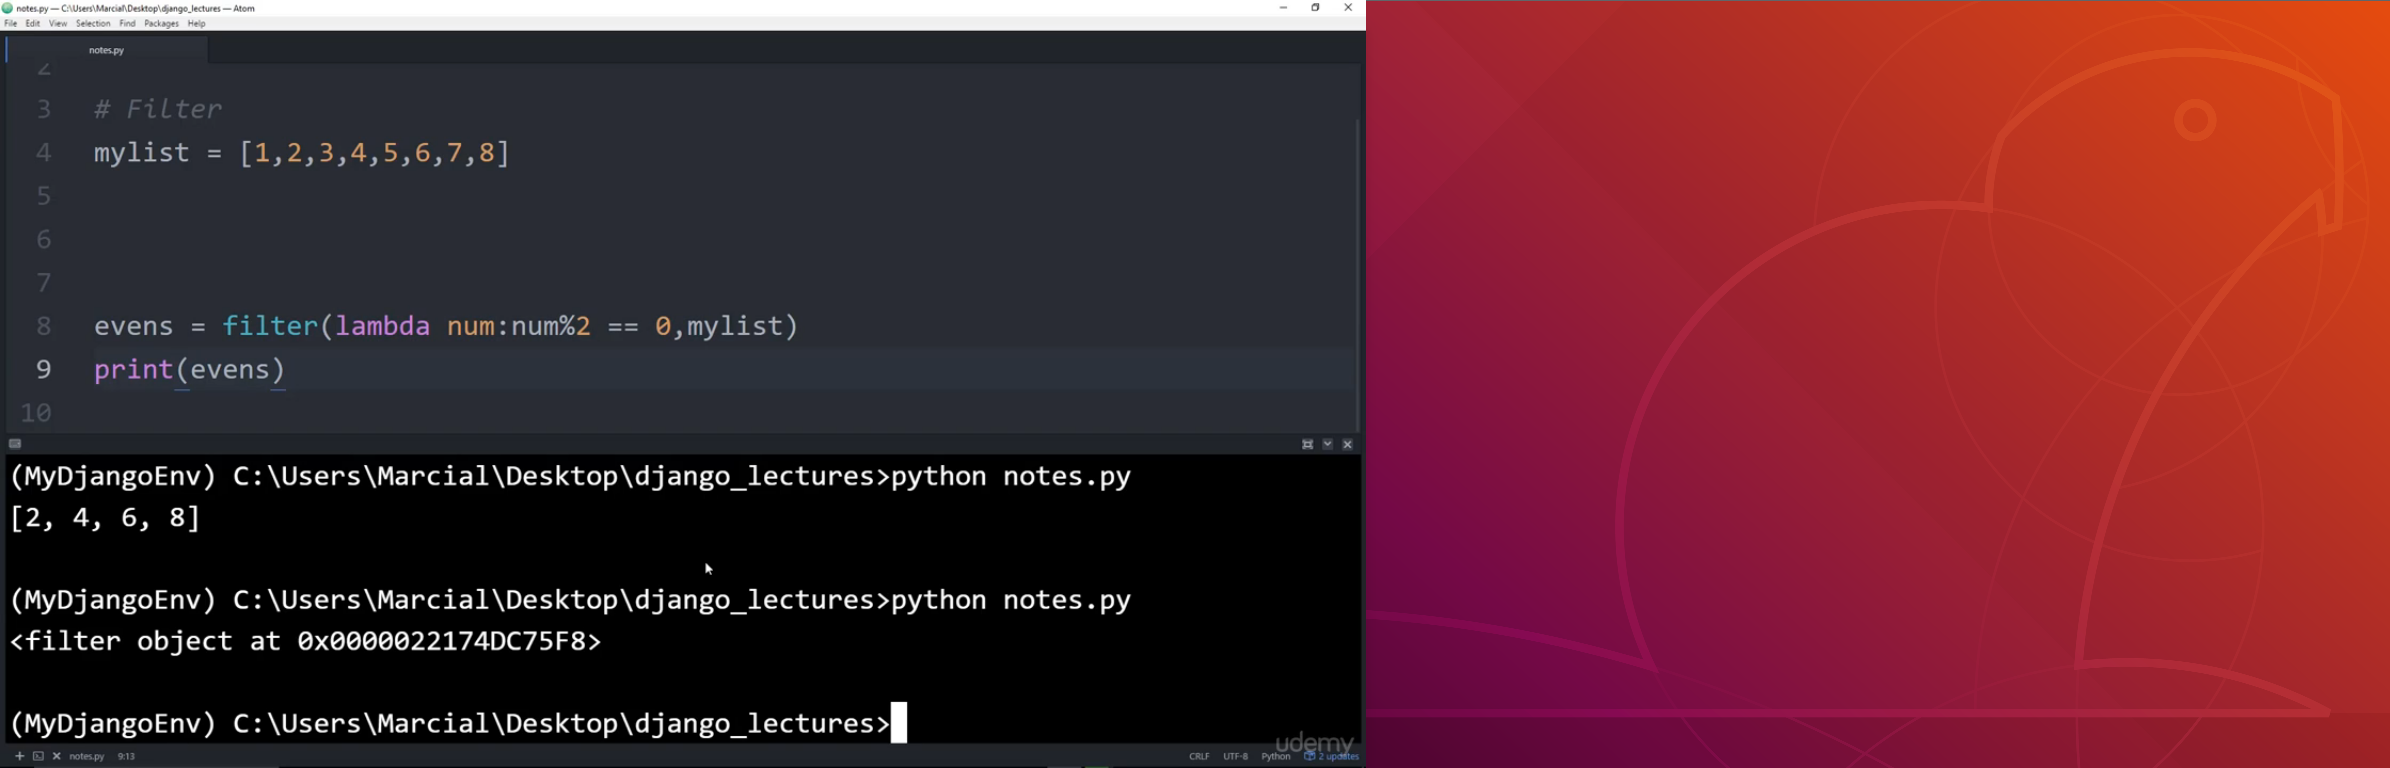 notes.py — C:\Users\Marcial\Desktop\django_lectures — Atom
File Edit View Selection Find Packages Help
notes.py
2
3 # Filter
4 mylist = [1,2,3,4,5,6,7,8]
5
6
7
8 evens = filter(lambda num:num%2 == 0,mylist)
9 print(evens)
10
(MyDjangoEnv) C:\Users\Marcial\Desktop\django_lectures>python notes.py
[2, 4, 6, 8]
(MyDjangoEnv) C:\Users\Marcial\Desktop\django_lectures>python notes.py
<filter object at 0x0000022174DC75F8>
(MyDjangoEnv) C:\Users\Marcial\Desktop\django_lectures>
udemy
notes.py 9:13 CRLF UTF-8 Python 2 updates